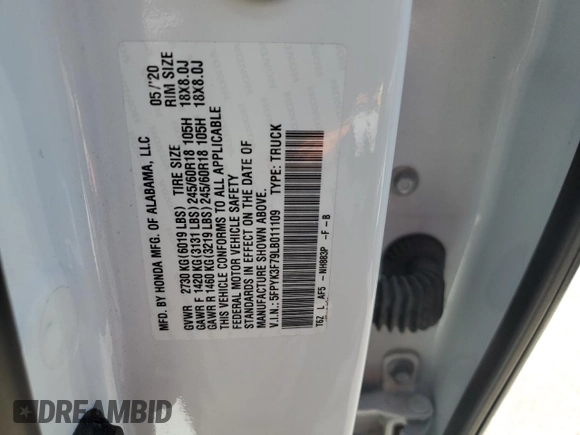 MFD. BY HONDA MFG. OF ALABAMA, LLC 05/'20
GVWR 2730 KG(6019 LBS) TIRE SIZE RIM SIZE
GAWR F 1420 KG(3131 LBS) 245/60R18 105H 18X8.0J
GAWR R 1460 KG(3219 LBS) 245/60R18 105H 18X8.0J
THIS VEHICLE CONFORMS TO ALL APPLICABLE
FEDERAL MOTOR VEHICLE SAFETY
STANDARDS IN EFFECT ON THE DATE OF
MANUFACTURE SHOWN ABOVE.
V.I.N.: 5FPYK3F79LB011109 TYPE: TRUCK
T6Z L AF5 - NH883P -F -B
DREAMBID